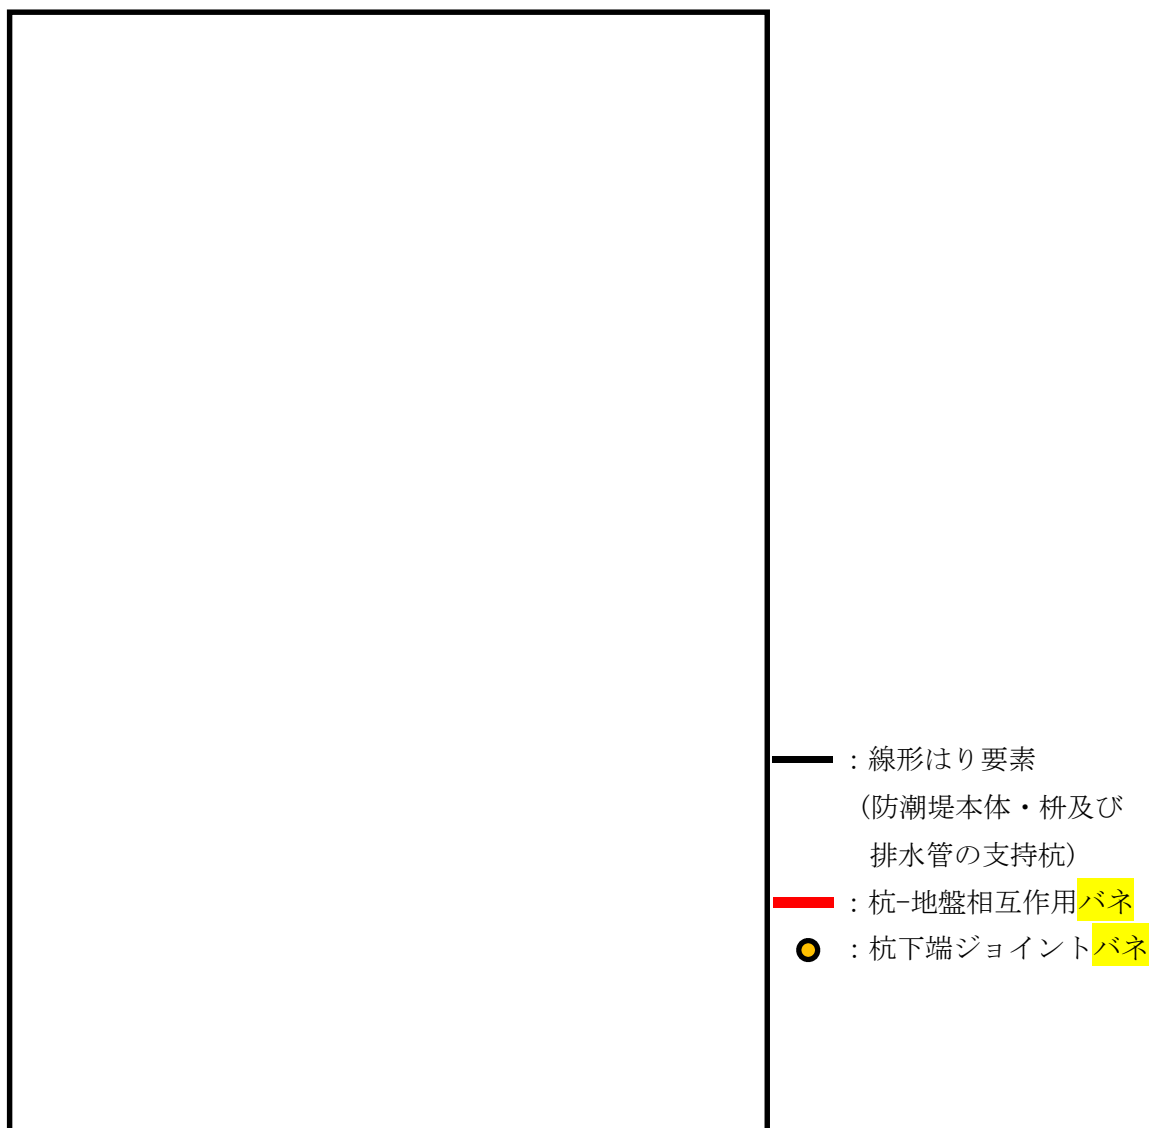 ：線形はり要素
(防潮堤本体・枡及び
排水管の支持杭)
：杭-地盤相互作用バネ
：杭下端ジョイントバネ